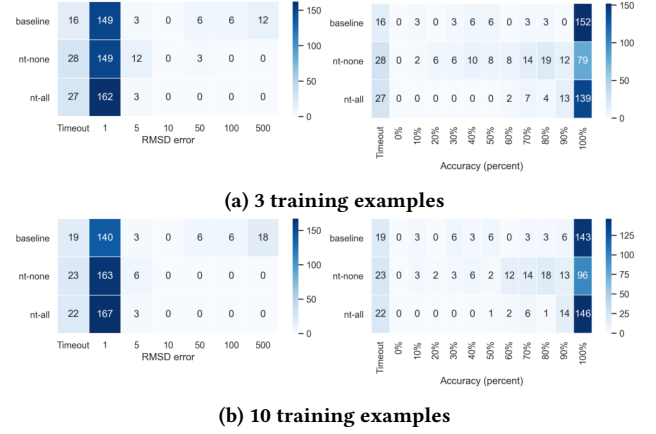 baseline 16 149 3 0 6 6 12
nt-none 28 149 12 0 3 0 0
nt-all 27 162 3 0 0 0 0
Timeout 1 5 10 50 100 500
RMSD error
150
100
50
0
baseline 16 0 3 0 3 6 6 0 3 3 0 152
nt-none 28 0 2 6 6 10 8 8 14 19 12 79
nt-all 27 0 0 0 0 0 0 2 7 4 13 139
Timeout 0% 10% 20% 30% 40% 50% 60% 70% 80% 90% 100%
Accuracy (percent)
150
100
50
0
(a) 3 training examples
baseline 19 140 3 0 6 6 18
nt-none 23 163 6 0 0 0 0
nt-all 22 167 3 0 0 0 0
Timeout 1 5 10 50 100 500
RMSD error
150
100
50
0
baseline 19 0 3 0 6 3 6 0 3 3 6 143
nt-none 23 0 3 2 3 6 2 12 14 18 13 96
nt-all 22 0 0 0 0 0 1 2 6 1 14 146
Timeout 0% 10% 20% 30% 40% 50% 60% 70% 80% 90% 100%
Accuracy (percent)
125
100
75
50
25
0
(b) 10 training examples